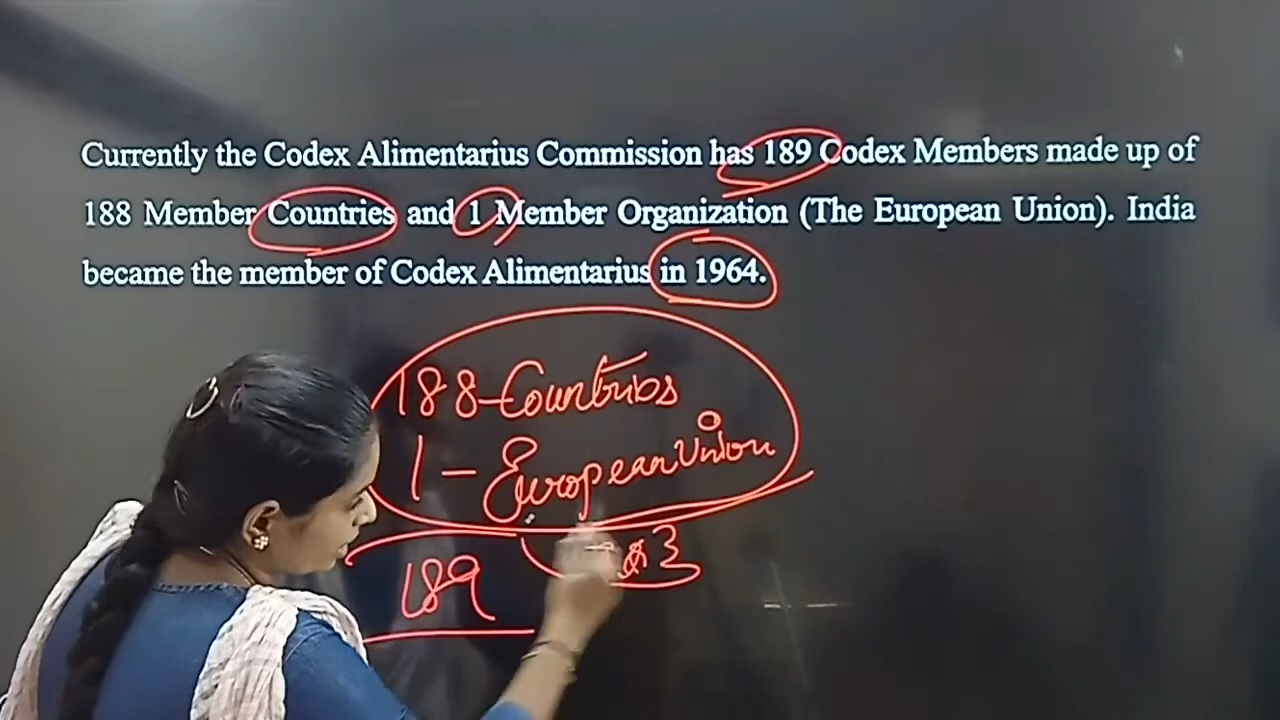 Currently the Codex Alimentarius Commission has 189 Codex Members made up of
188 Member Countries and 1 Member Organization (The European Union). India
became the member of Codex Alimentarius in 1964.
188-Countries
1 - European Union
189